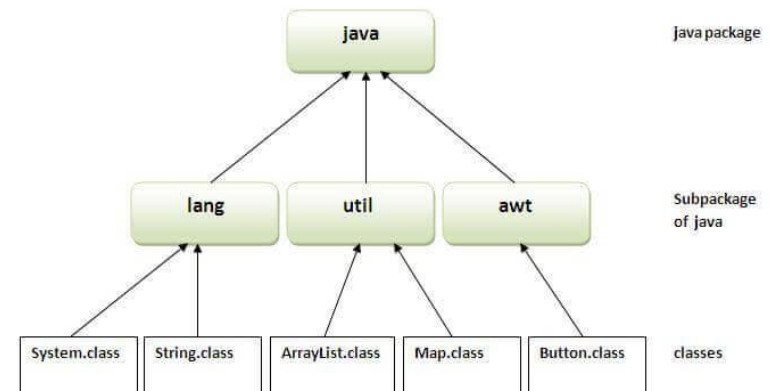 java
java package
lang
util
awt
Subpackage
of java
System.class
String.class
ArrayList.class
Map.class
Button.class
classes